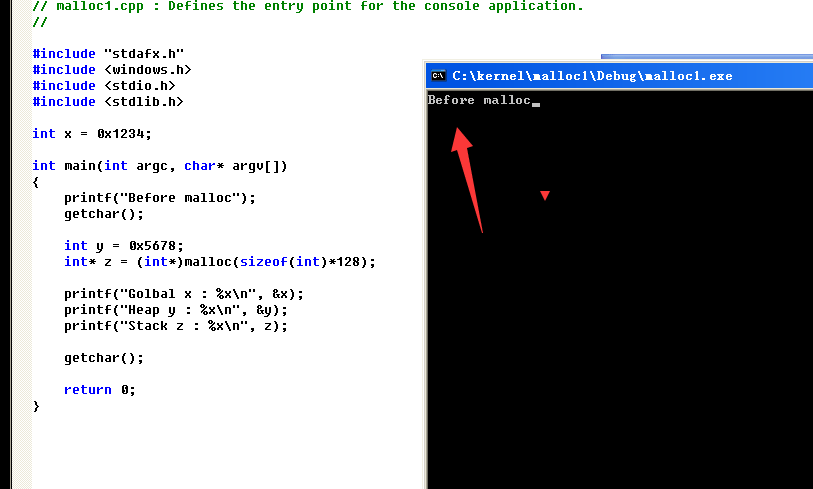 // malloc1.cpp : Defines the entry point for the console application.
//
#include "stdafx.h"
#include <windows.h>
#include <stdio.h>
#include <stdlib.h>
int x = 0x1234;
int main(int argc, char* argv[])
{
printf("Before malloc");
getchar();
int y = 0x5678;
int* z = (int*)malloc(sizeof(int)*128);
printf("Golbal x : %x\n", &x);
printf("Heap y : %x\n", &y);
printf("Stack z : %x\n", z);
getchar();
return 0;
}
C:\kernel\malloc1\Debug\malloc1.exe
Before malloc_